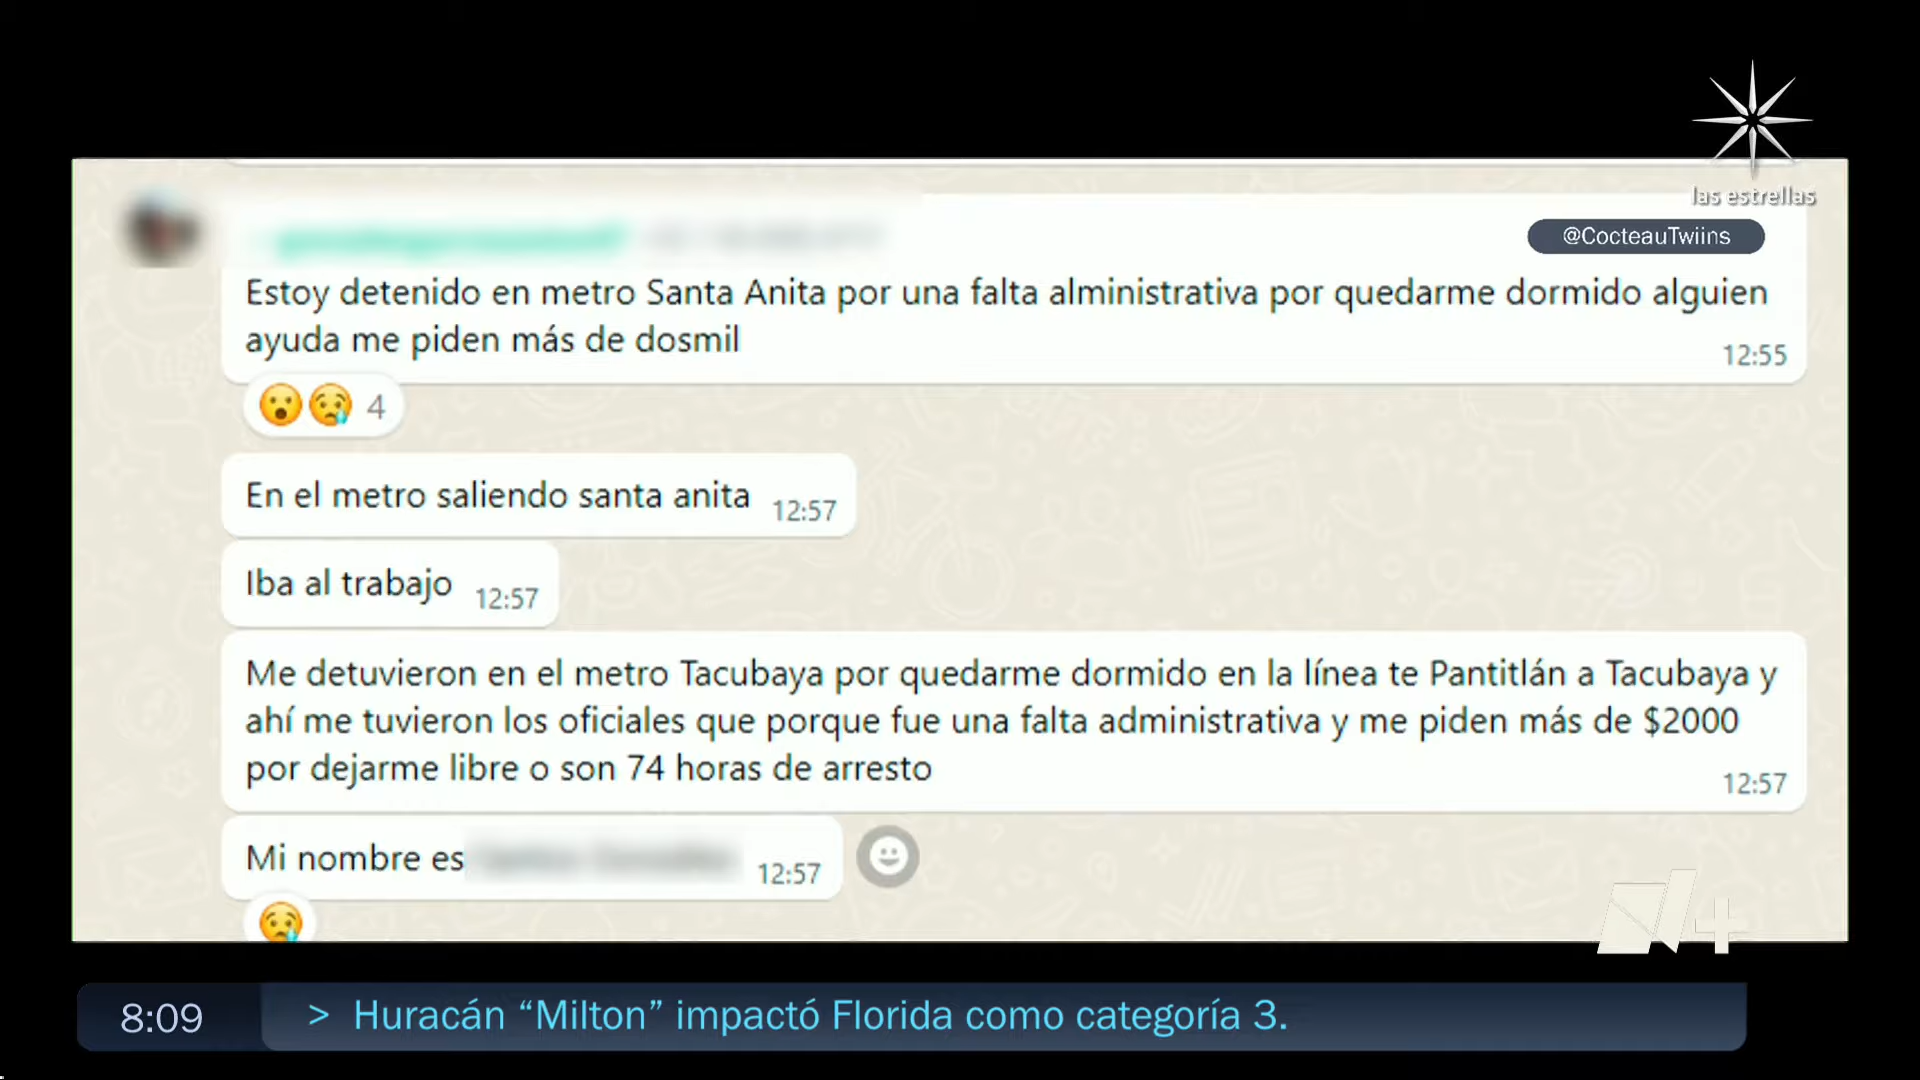 las estrellas
@CocteauTwiins
Estoy detenido en metro Santa Anita por una falta alministrativa por quedarme dormido alguien
ayuda me piden más de dosmil
12:55
4
En el metro saliendo santa anita 12:57
Iba al trabajo 12:57
Me detuvieron en el metro Tacubaya por quedarme dormido en la línea te Pantitlán a Tacubaya y
ahí me tuvieron los oficiales que porque fue una falta administrativa y me piden más de $2000
por dejarme libre o son 74 horas de arresto
12:57
Mi nombre es 12:57
N+
8:09 > Huracán “Milton” impactó Florida como categoría 3.